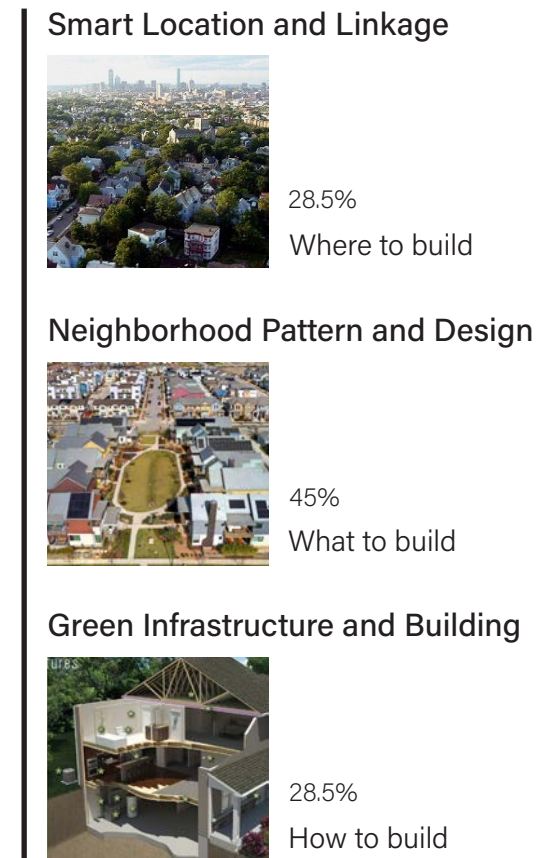 Smart Location and Linkage
28.5%
Where to build
Neighborhood Pattern and Design
45%
What to build
Green Infrastructure and Building
28.5%
How to build